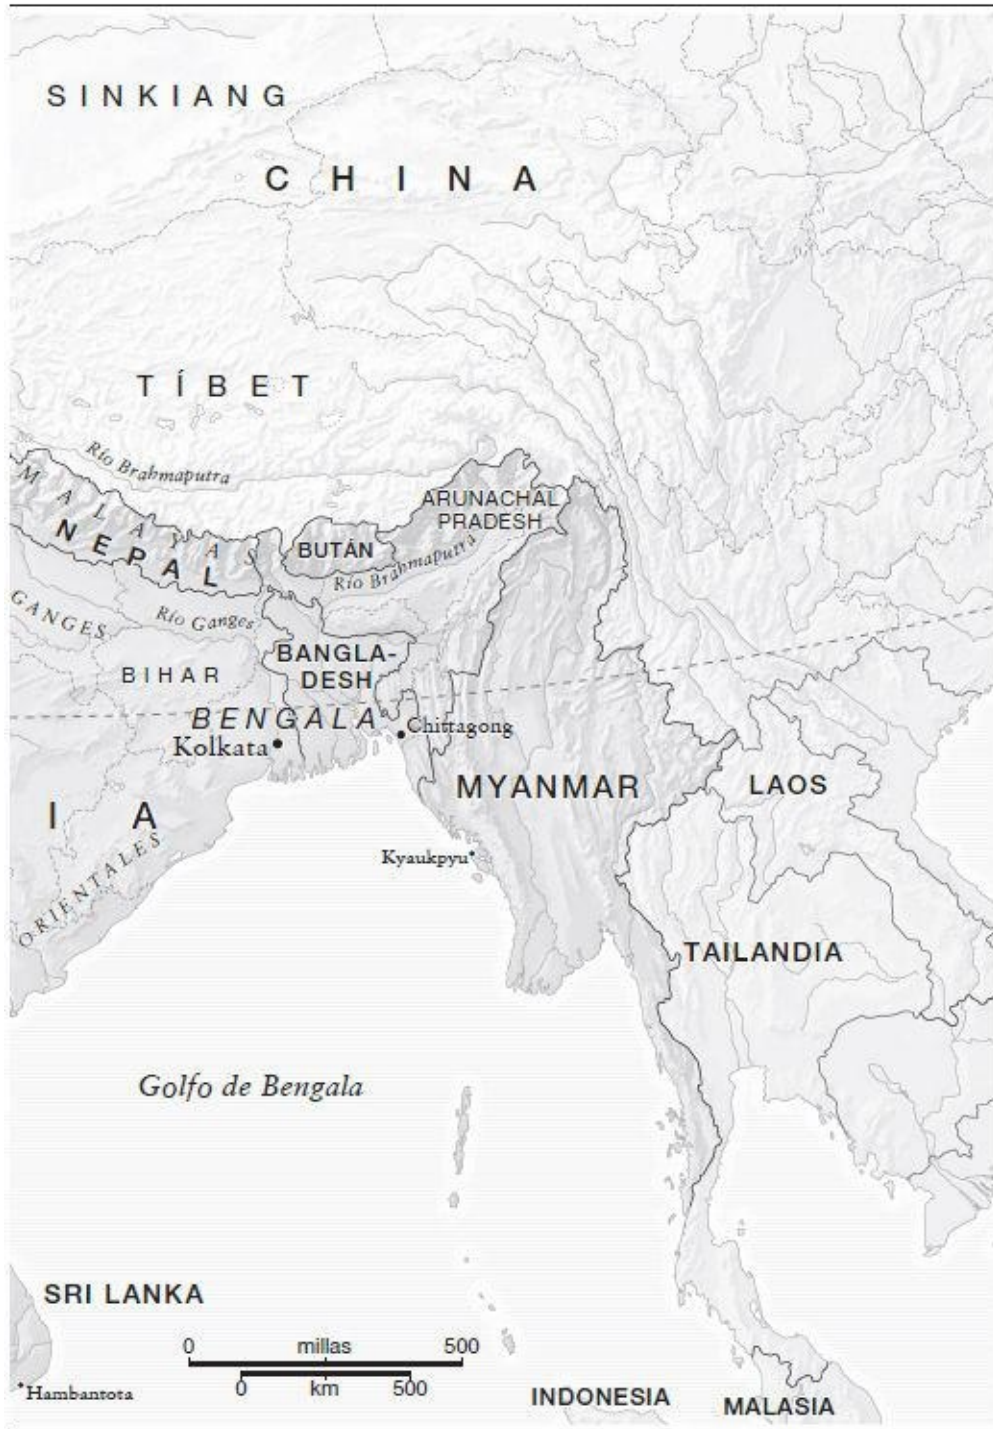 SINKIANG
CHINA
TÍBET
Río Brahmaputra
MALAYAS
NEPAL
ARUNACHAL
PRADESH
BUTÁN
Río Brahmaputra
GANGES
Río Ganges
BANGLA-
DESH
BIHAR
BENGALA
Chittagong
Kolkata
MYANMAR
LAOS
I A
ORIENTALES
Kyaukpyu
TAILANDIA
Golfo de Bengala
SRI LANKA
0 millas 500
0 km 500
Hambantota
INDONESIA
MALASIA